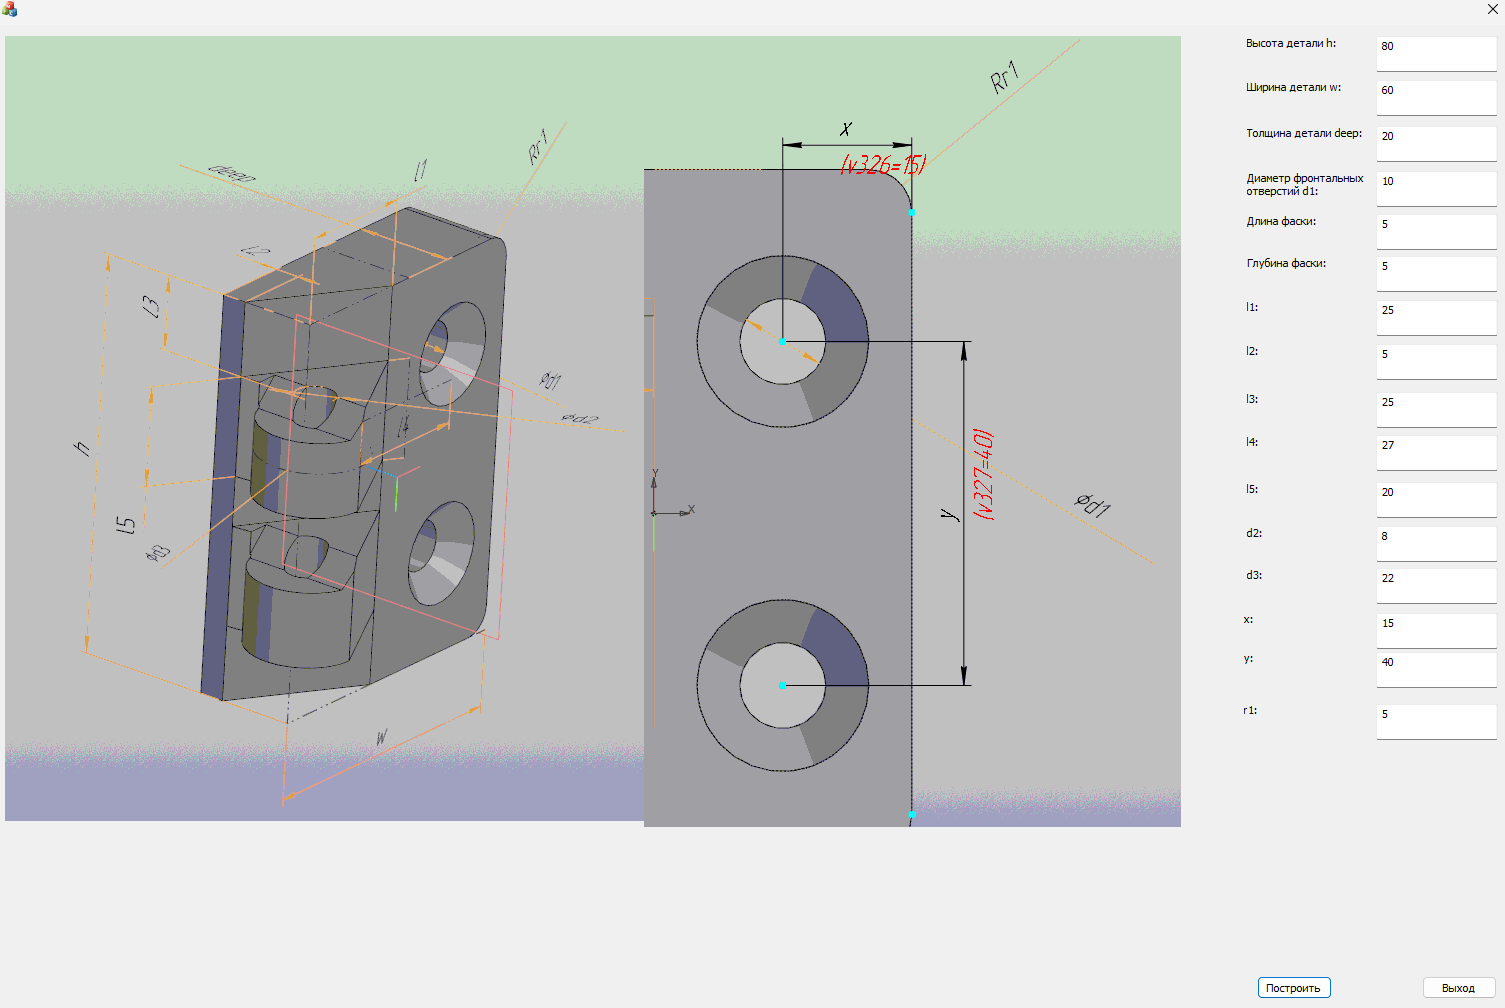 deep
l1
Rr1
l2
l3
h
l4
Ød1
Ød2
l5
Ød3
w
Rr1
x
(v326=15)
y
(v327=40)
Ød1
Y
X
Высота детали h:
80
Ширина детали w:
60
Толщина детали deep:
20
Диаметр фронтальных
отверстий d1:
10
Длина фаски:
5
Глубина фаски:
5
l1:
25
l2:
5
l3:
25
l4:
27
l5:
20
d2:
8
d3:
22
x:
15
y:
40
r1:
5
Построить
Выход